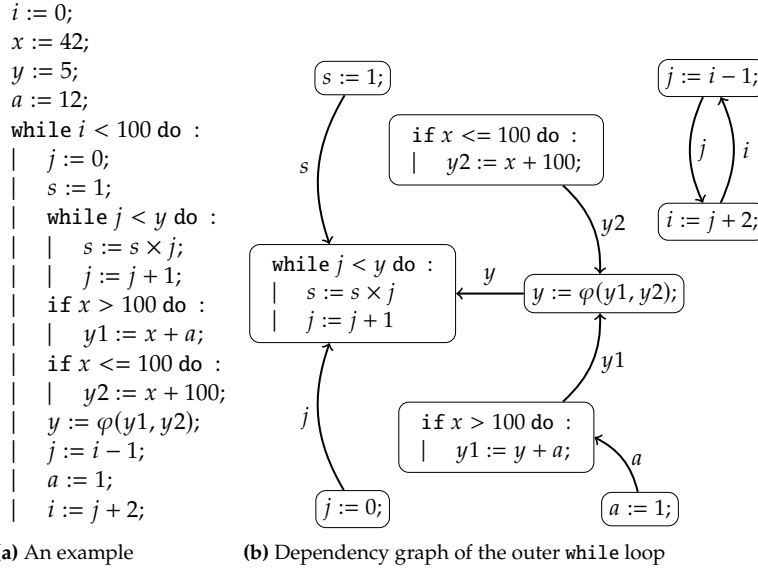 i := 0;
x := 42;
y := 5;
a := 12;
while i < 100 do :
| j := 0;
| s := 1;
| while j < y do :
| | s := s × j;
| | j := j + 1;
| if x > 100 do :
| | y1 := x + a;
| if x <= 100 do :
| | y2 := x + 100;
| y := φ(y1, y2);
| j := i − 1;
| a := 1;
| i := j + 2;
(a) An example
s := 1;
j := i − 1;
if x <= 100 do :
| y2 := x + 100;
j
i
s
i := j + 2;
y2
while j < y do :
| s := s × j
| j := j + 1
y
y := φ(y1, y2);
y1
j
if x > 100 do :
| y1 := y + a;
a
j := 0;
a := 1;
(b) Dependency graph of the outer while loop